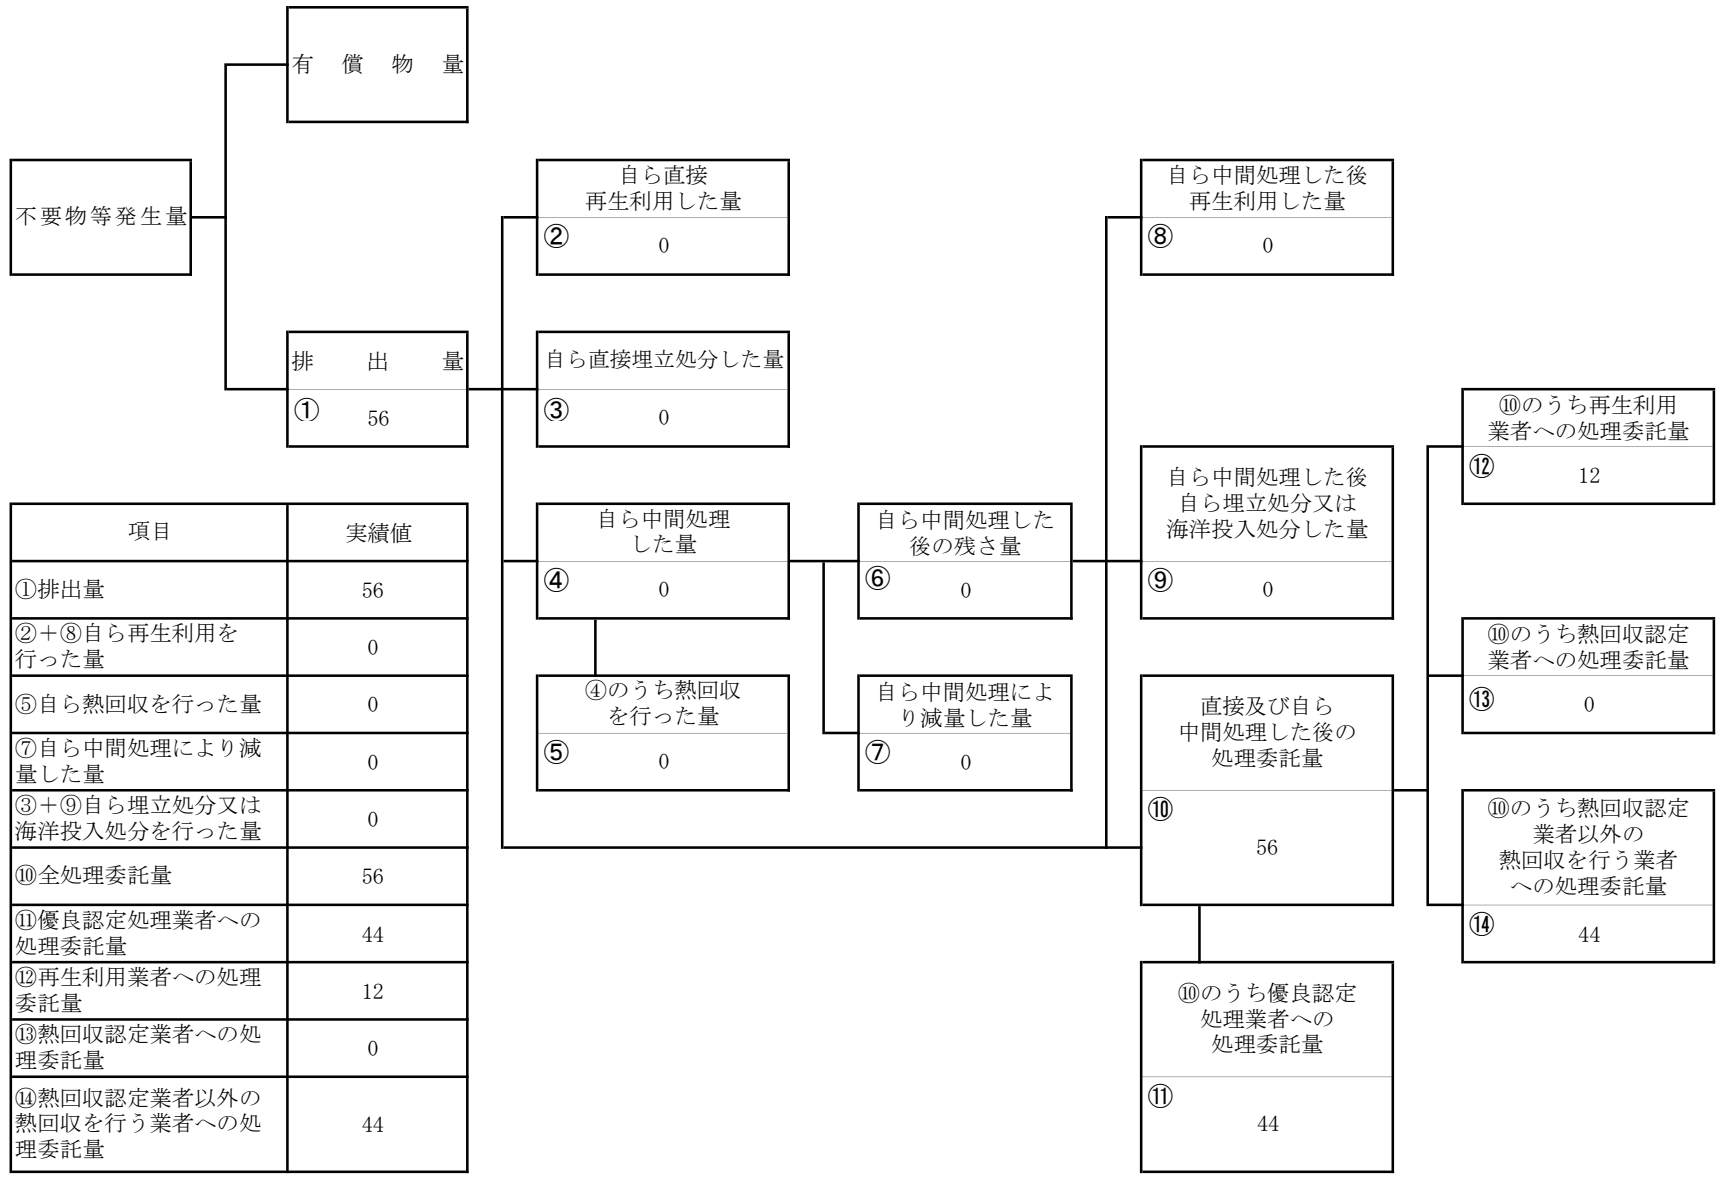 有償物量
不要物等発生量
排出量
①
56
自ら直接
再生利用した量
②
0
自ら直接埋立処分した量
③
0
自ら中間処理
した量
④
0
④のうち熱回収
を行った量
⑤
0
自ら中間処理した
後の残さ量
⑥
0
自ら中間処理によ
り減量した量
⑦
0
自ら中間処理した後
再生利用した量
⑧
0
自ら中間処理した後
自ら埋立処分又は
海洋投入処分した量
⑨
0
直接及び自ら
中間処理した後の
処理委託量
⑩
56
⑩のうち優良認定
処理業者への
処理委託量
⑪
44
⑩のうち再生利用
業者への処理委託量
⑫
12
⑩のうち熱回収認定
業者への処理委託量
⑬
0
⑩のうち熱回収認定
業者以外の
熱回収を行う業者
への処理委託量
⑭
44
項目
実績値
①排出量
56
②＋⑧自ら再生利用を
行った量
0
⑤自ら熱回収を行った量
0
⑦自ら中間処理により減
量した量
0
③＋⑨自ら埋立処分又は
海洋投入処分を行った量
0
⑩全処理委託量
56
⑪優良認定処理業者への
処理委託量
44
⑫再生利用業者への処理
委託量
12
⑬熱回収認定業者への処
理委託量
0
⑭熱回収認定業者以外の
熱回収を行う業者への処
理委託量
44